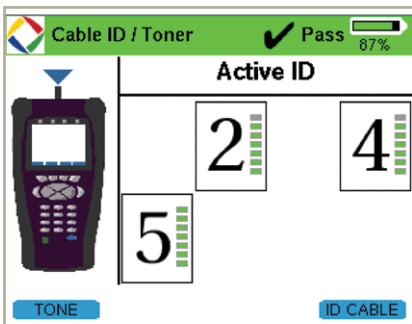 Cable ID / Toner Pass 87%
Active ID
2 4
5
TONE ID CABLE